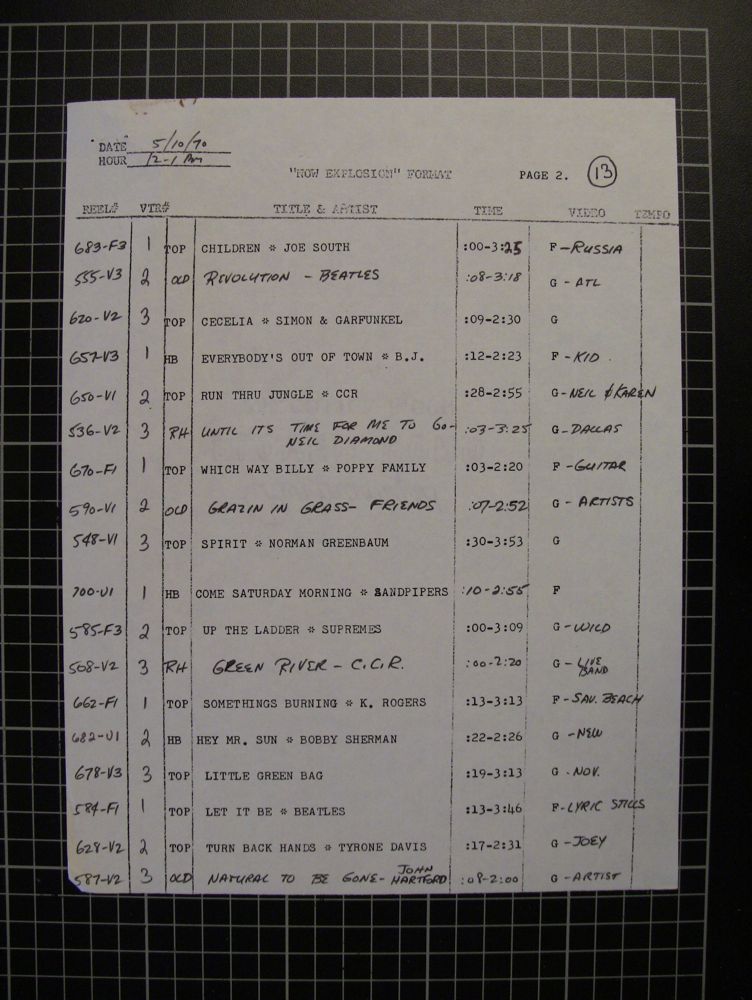 DATE 5/10/70
HOUR 12-1 AM
"NOW EXPLOSION" FORMAT PAGE 2. 13
REEL# VTR# TITLE & ARTIST TIME VIDEO TEMPO
683-F3 1 TOP CHILDREN * JOE SOUTH :00-3:25 F-RUSSIA
555-V3 2 OLD REVOLUTION - BEATLES :08-3:18 G - ATL
620-V2 3 TOP CECELIA * SIMON & GARFUNKEL :09-2:30 G
657-V3 1 HB EVERYBODY'S OUT OF TOWN * B.J. :12-2:23 F - KID
650-V1 2 TOP RUN THRU JUNGLE * CCR :28-2:55 G-NEIL & KAREN
536-V2 3 RH UNTIL ITS TIME FOR ME TO GO- :03-3:25 G-DALLAS
NEIL DIAMOND
670-F1 1 TOP WHICH WAY BILLY * POPPY FAMILY :03-2:20 F-GUITAR
590-V1 2 OLD GRAZIN IN GRASS- FRIENDS :07-2:52 G - ARTISTS
548-V1 3 TOP SPIRIT * NORMAN GREENBAUM :30-3:53 G
700-V1 1 HB COME SATURDAY MORNING * SANDPIPERS :10-2:55 F
585-F3 2 TOP UP THE LADDER * SUPREMES :00-3:09 G-WILD
508-V2 3 RH GREEN RIVER - C.C.R. :00-2:20 G - LIVE BAND
662-F1 1 TOP SOMETHINGS BURNING * K. ROGERS :13-3:13 F-SAV. BEACH
682-V1 2 HB HEY MR. SUN * BOBBY SHERMAN :22-2:26 G -NEW
678-V3 3 TOP LITTLE GREEN BAG :19-3:13 G - NOV.
584-F1 1 TOP LET IT BE * BEATLES :13-3:46 F-LYRIC STILLS
628-V2 2 TOP TURN BACK HANDS * TYRONE DAVIS :17-2:31 G -JOEY
587-V2 3 OLD NATURAL TO BE GONE- JOHN HARTFORD :08-2:00 G -ARTIST